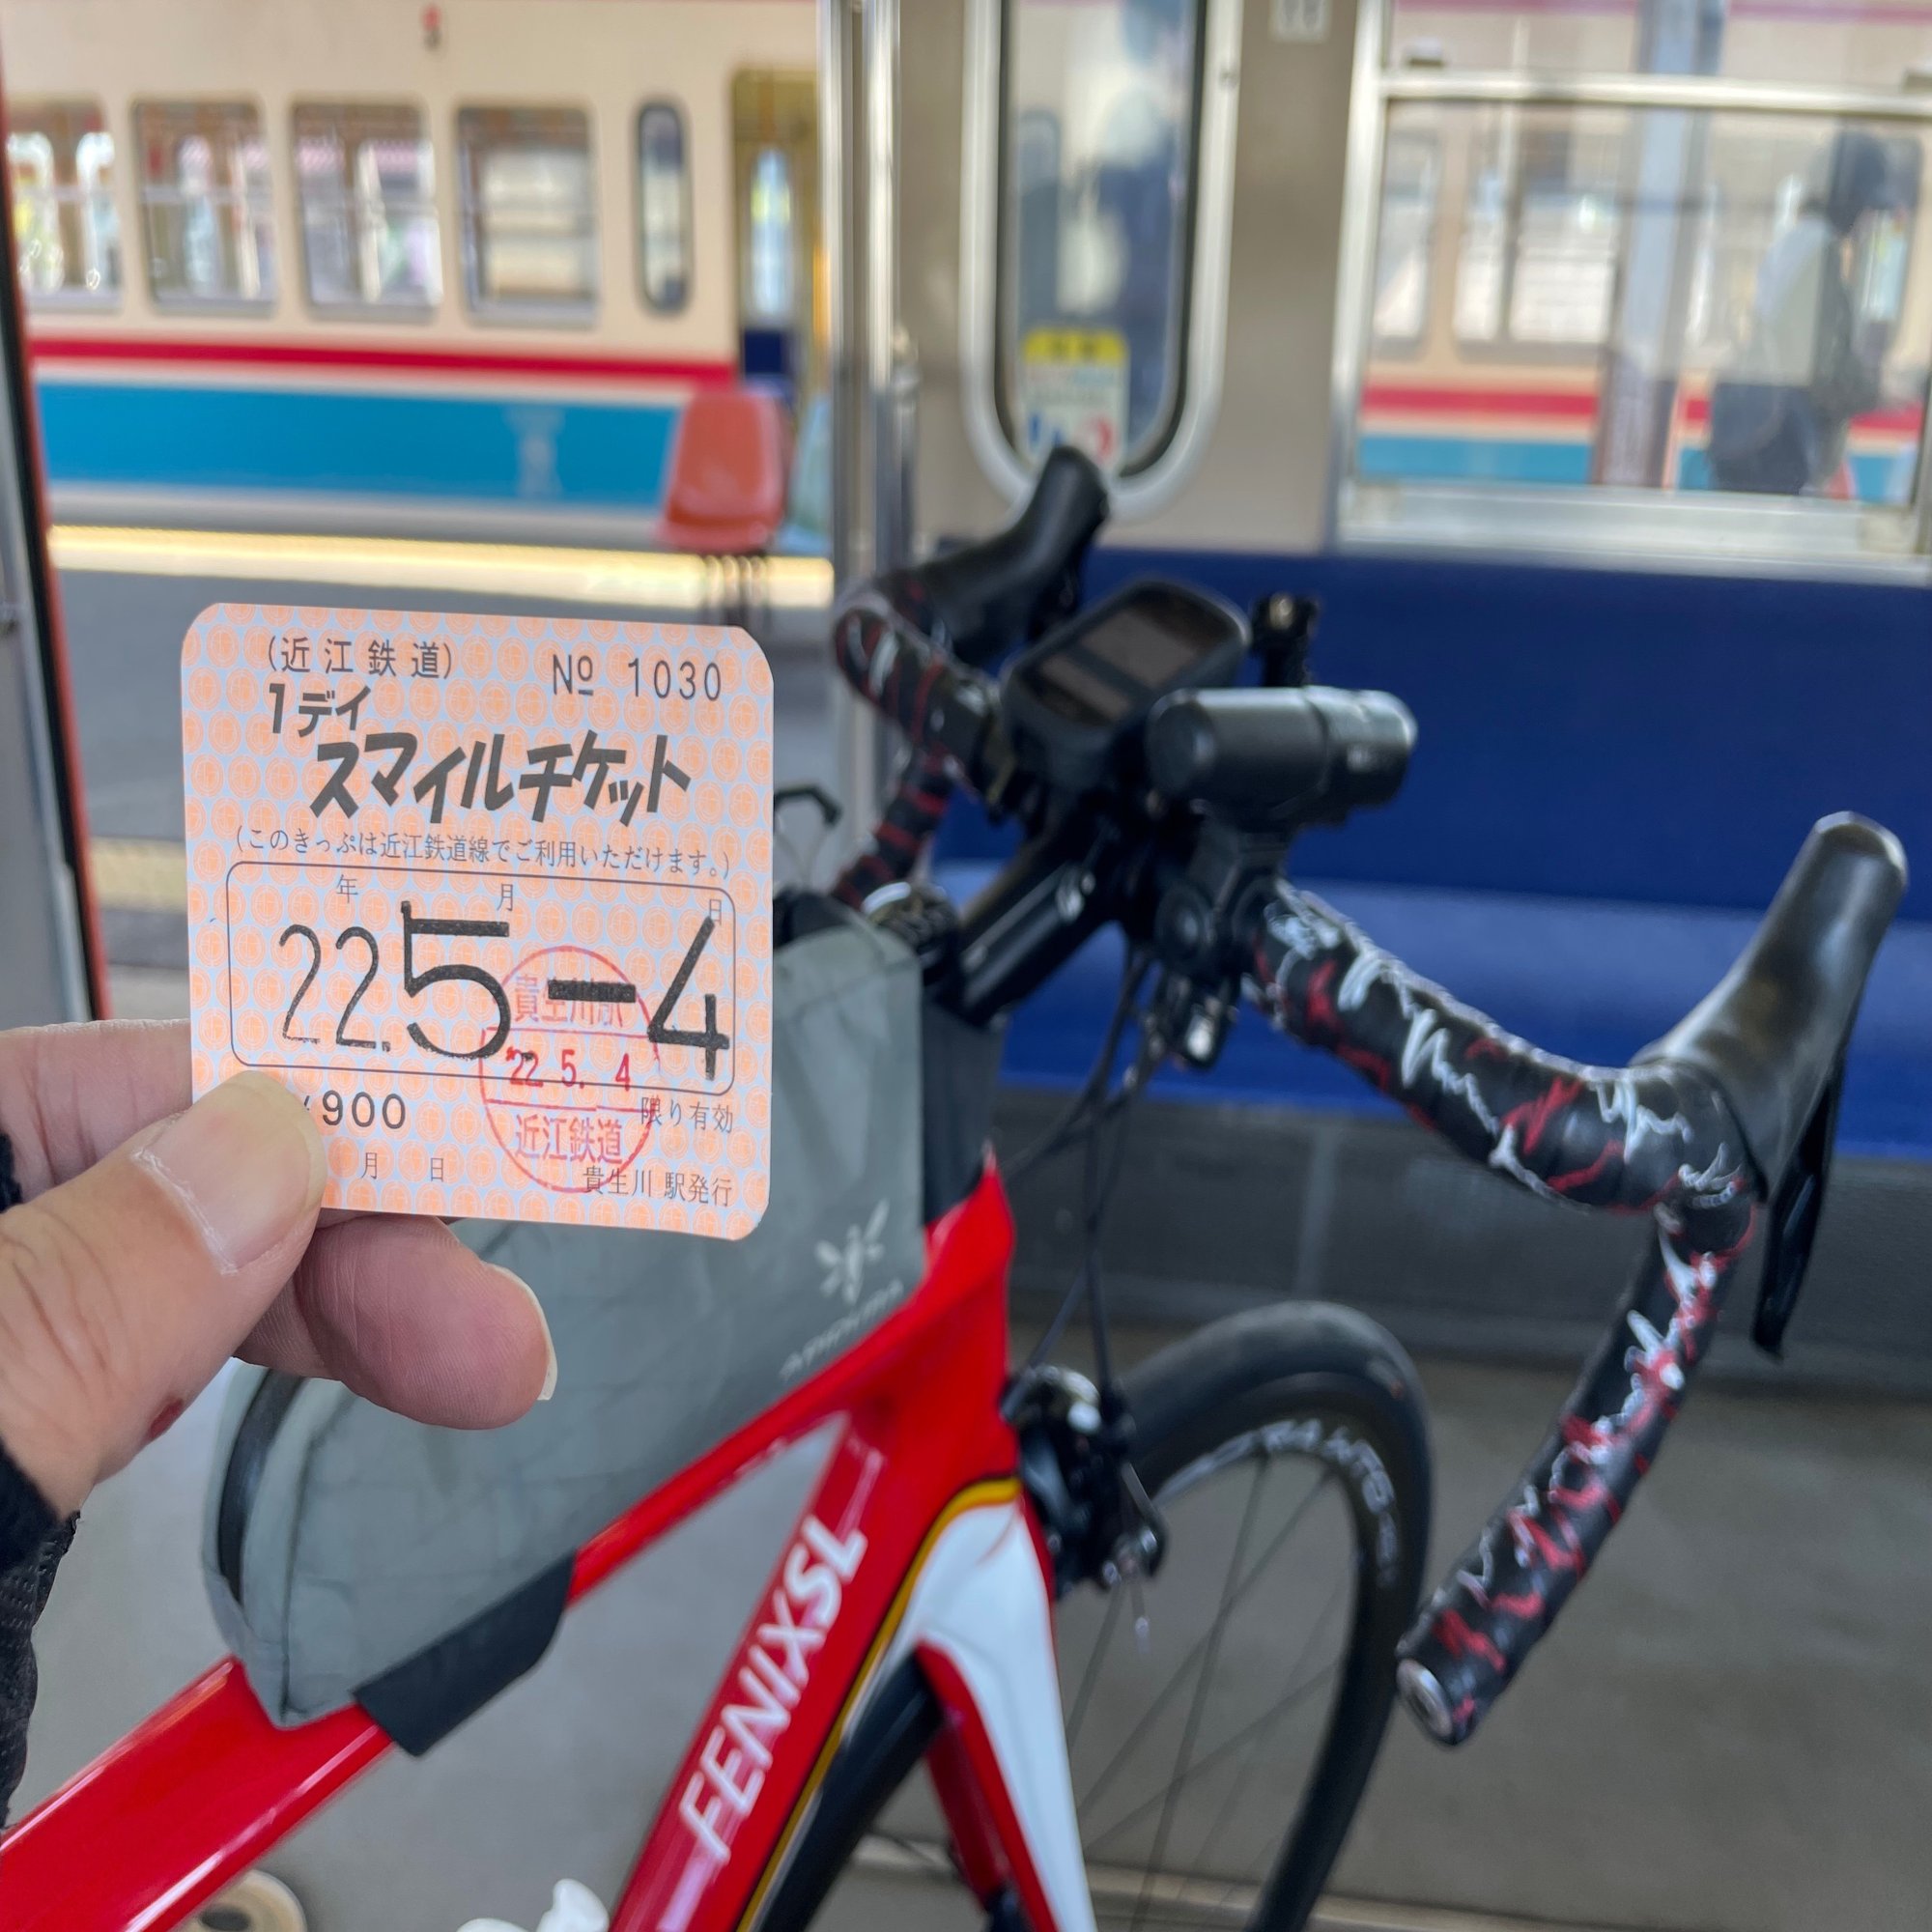 (近江鉄道) № 1030
1デイ
スマイルチケット
(このきっぷは近江鉄道線でご利用いただけます。)
年 月 日
22.5-4
貴生川駅
22. 5. 4
近江鉄道
900
限り有効
月 日
貴生川 駅発行
FENIXSL